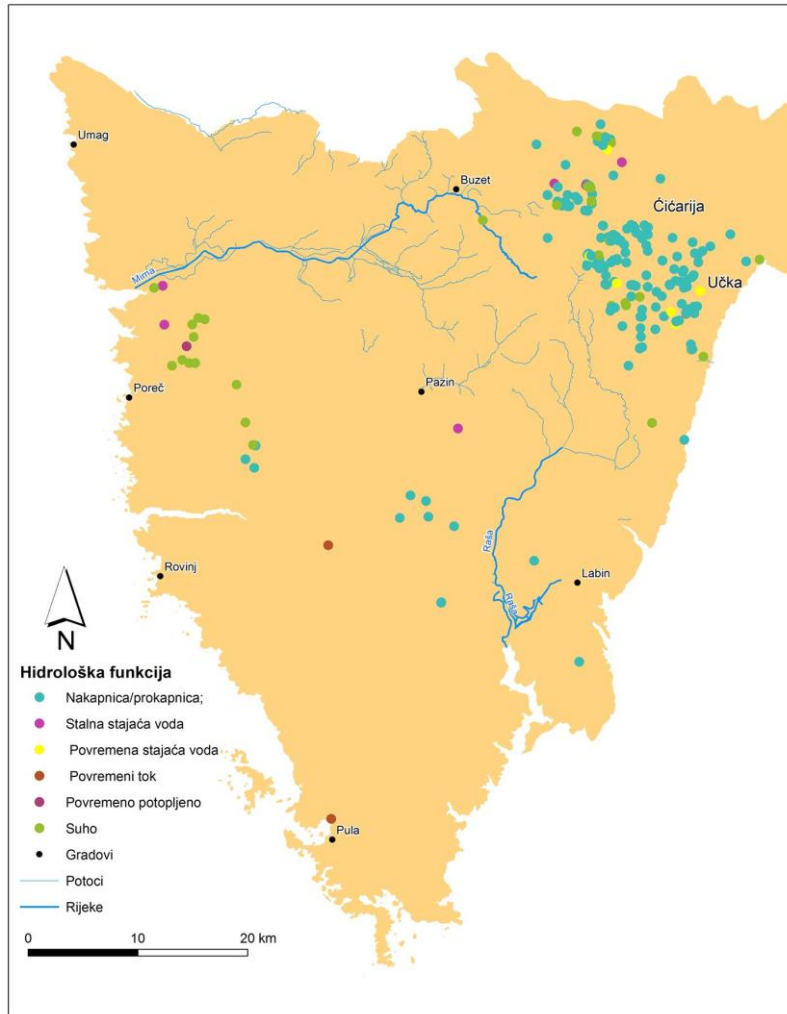 Umag
Buzet
Ćićarija
Učka
Mirna
Poreč
Pazin
Raša
Rovinj
Labin
Raša
N
Hidrološka funkcija
Nakapnica/prokapnica;
Stalna stajaća voda
Povremena stajaća voda
Povremeni tok
Povremeno potopljeno
Suho
Pula
Gradovi
Potoci
Rijeke
0 10 20 km